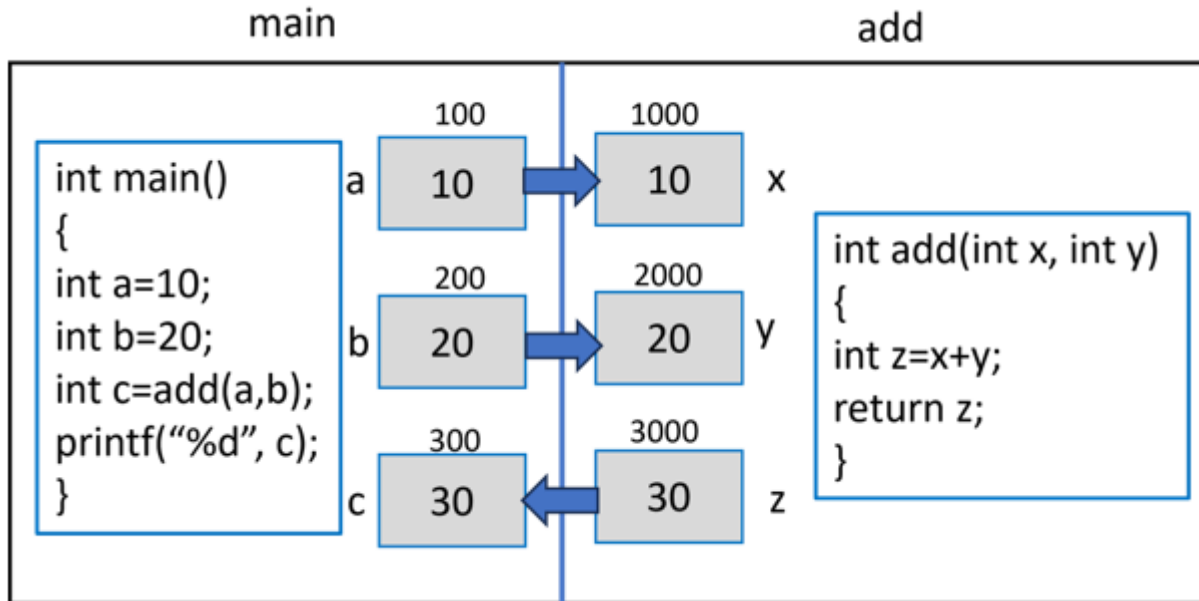 main
add
int main()
{
int a=10;
int b=20;
int c=add(a,b);
printf(“%d”, c);
}
100
a
10
200
b
20
300
c
30
1000
10
x
2000
20
y
3000
30
z
int add(int x, int y)
{
int z=x+y;
return z;
}